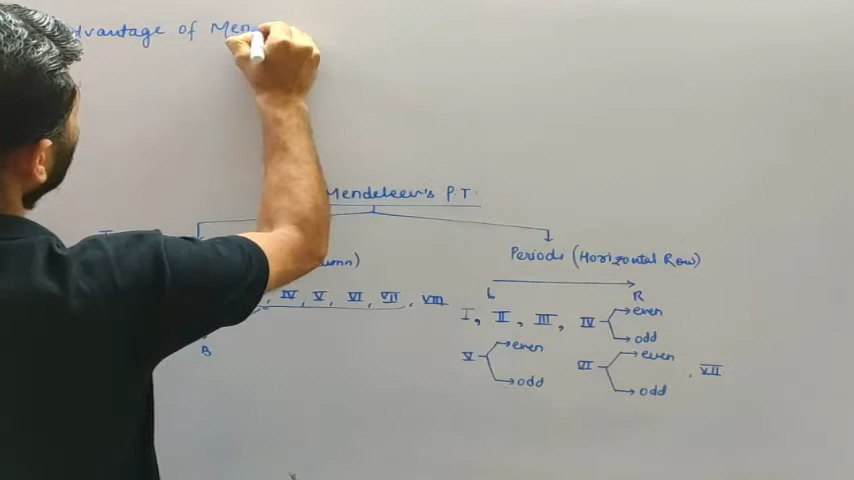 dvantage of Men
Mendeleev's P.T.
Periods (Horizontal Row)
L R
IV, V, VI, VII, VIII
I, II, III, IV → even → odd
B
V → even → odd
VI → even → odd , VII